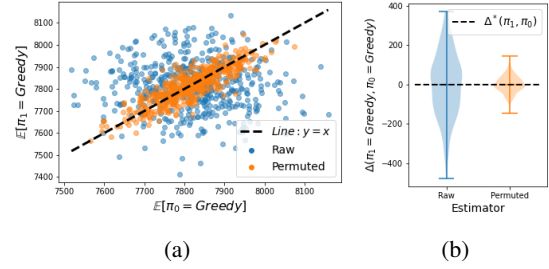 8100
8000
7900
7800
7700
7600
7500
7400
𝔼[π₁ = Greedy]
Line: y = x
Raw
Permuted
7500 7600 7700 7800 7900 8000 8100
𝔼[π₀ = Greedy]
(a)
400
200
0
−200
−400
Δ(π₁ = Greedy, π₀ = Greedy)
Δ*(π₁, π₀)
Raw Permuted
Estimator
(b)